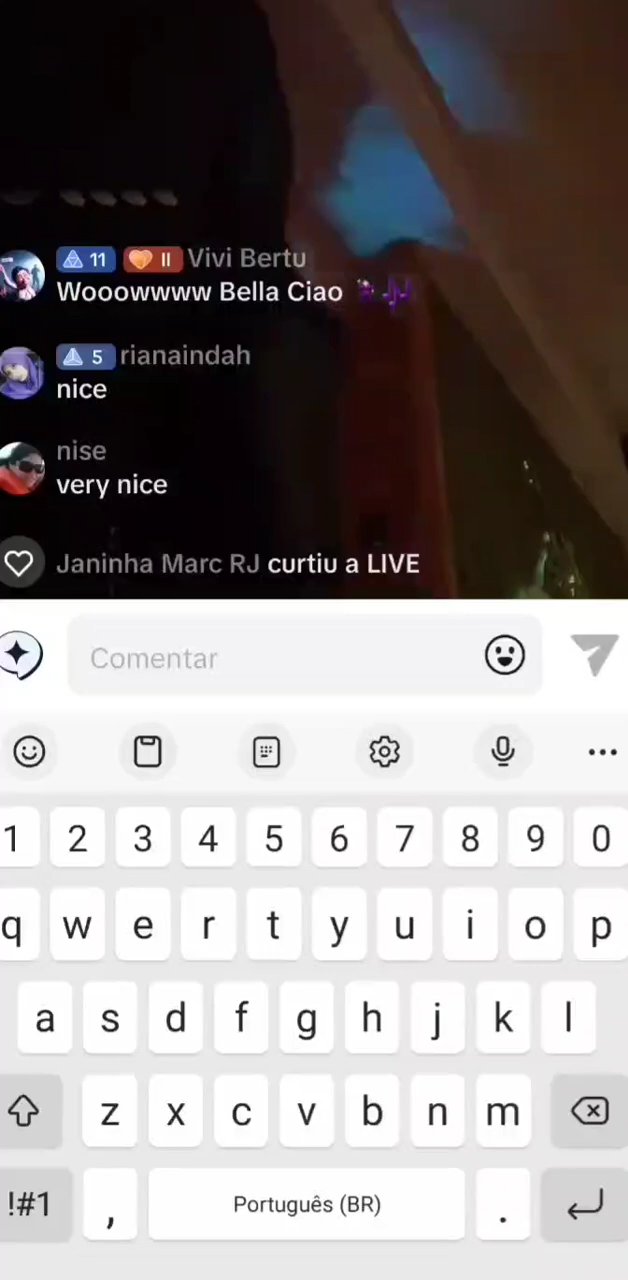 11 II Vivi Bertu
Wooowwww Bella Ciao
5 rianaindah
nice
nise
very nice
Janinha Marc RJ curtiu a LIVE
Comentar
1 2 3 4 5 6 7 8 9 0
q w e r t y u i o p
a s d f g h j k l
z x c v b n m
!#1 , Português (BR) .